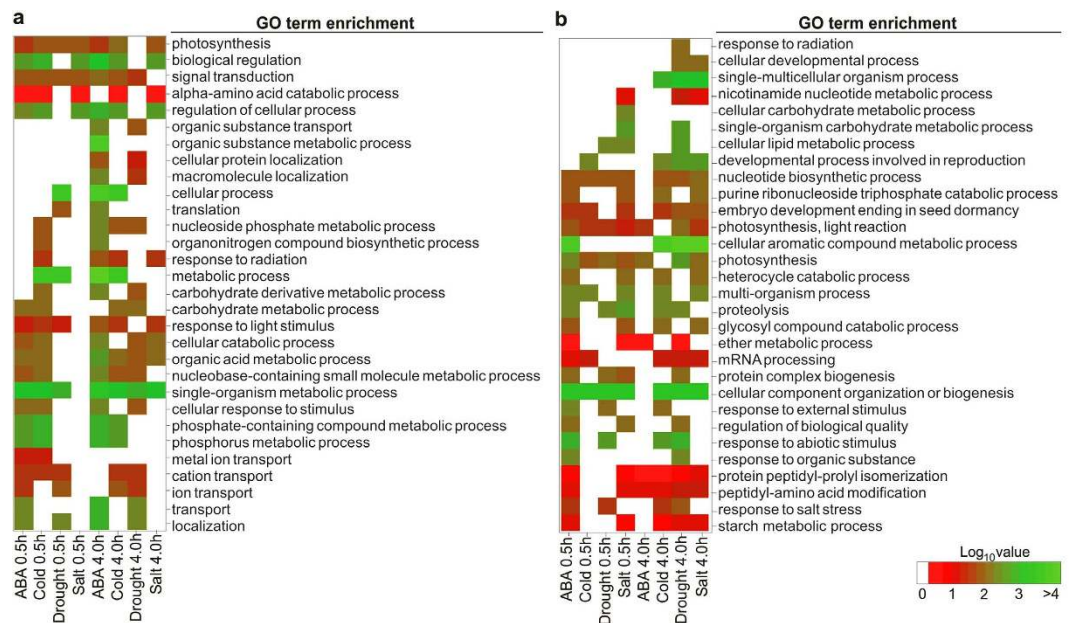 a
GO term enrichment
photosynthesis
biological regulation
signal transduction
alpha-amino acid catabolic process
regulation of cellular process
organic substance transport
organic substance metabolic process
cellular protein localization
macromolecule localization
cellular process
translation
nucleoside phosphate metabolic process
organonitrogen compound biosynthetic process
response to radiation
metabolic process
carbohydrate derivative metabolic process
carbohydrate metabolic process
response to light stimulus
cellular catabolic process
organic acid metabolic process
nucleobase-containing small molecule metabolic process
single-organism metabolic process
cellular response to stimulus
phosphate-containing compound metabolic process
phosphorus metabolic process
metal ion transport
cation transport
ion transport
transport
localization
ABA 0.5h
Cold 0.5h
Drought 0.5h
Salt 0.5h
ABA 4.0h
Cold 4.0h
Drought 4.0h
Salt 4.0h
b
GO term enrichment
response to radiation
cellular developmental process
single-multicellular organism process
nicotinamide nucleotide metabolic process
cellular carbohydrate metabolic process
single-organism carbohydrate metabolic process
cellular lipid metabolic process
developmental process involved in reproduction
nucleotide biosynthetic process
purine ribonucleoside triphosphate catabolic process
embryo development ending in seed dormancy
photosynthesis, light reaction
cellular aromatic compound metabolic process
photosynthesis
heterocycle catabolic process
multi-organism process
proteolysis
glycosyl compound catabolic process
ether metabolic process
mRNA processing
protein complex biogenesis
cellular component organization or biogenesis
response to external stimulus
regulation of biological quality
response to abiotic stimulus
response to organic substance
protein peptidyl-prolyl isomerization
peptidyl-amino acid modification
response to salt stress
starch metabolic process
ABA 0.5h
Cold 0.5h
Drought 0.5h
Salt 0.5h
ABA 4.0h
Cold 4.0h
Drought 4.0h
Salt 4.0h
Log10value
0 1 2 3 >4